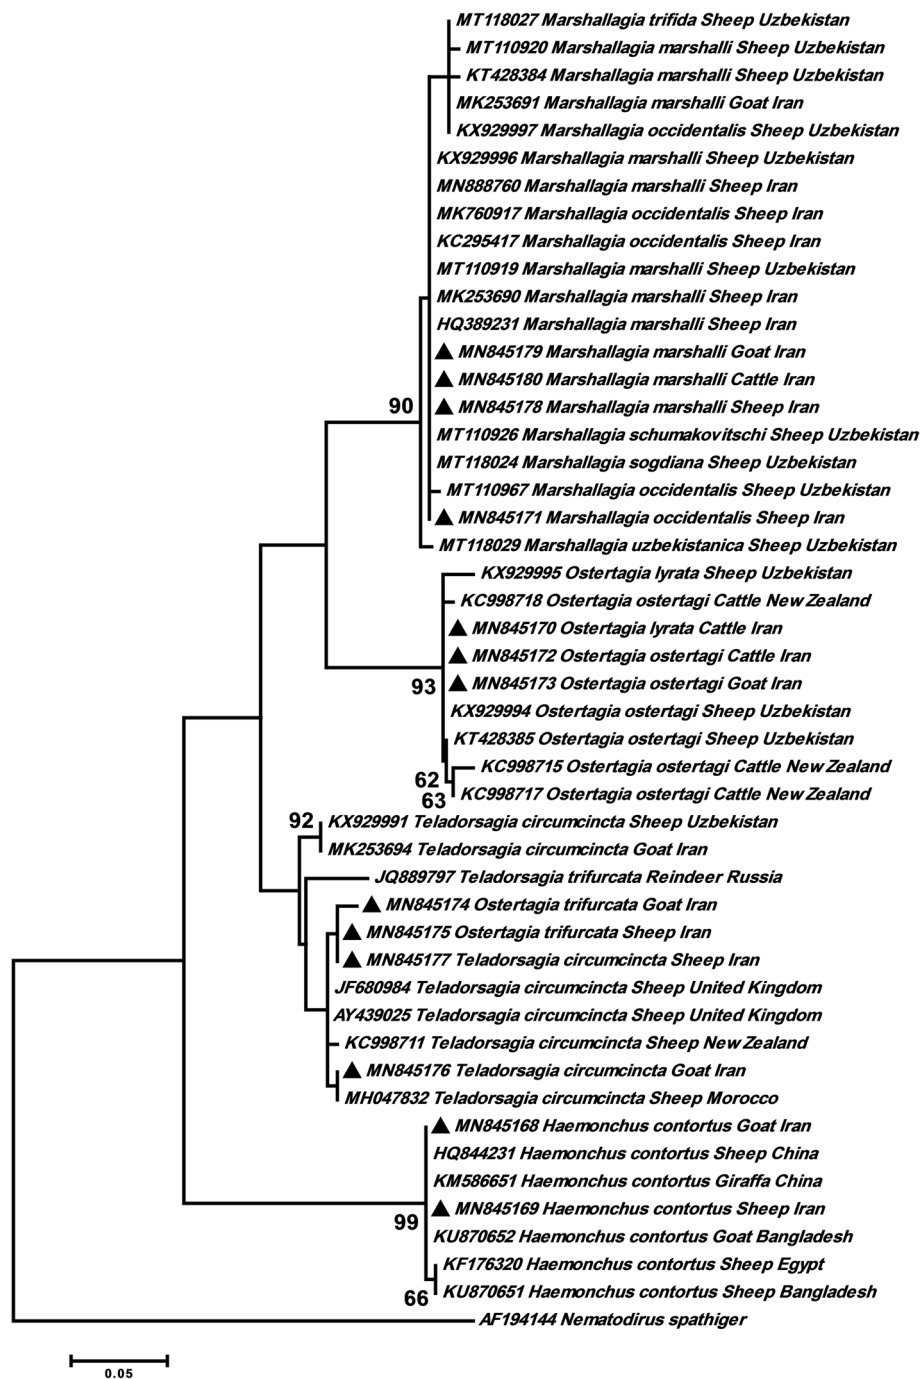 MT118027 Marshallagia trifida Sheep Uzbekistan
MT110920 Marshallagia marshalli Sheep Uzbekistan
KT428384 Marshallagia marshalli Sheep Uzbekistan
MK253691 Marshallagia marshalli Goat Iran
KX929997 Marshallagia occidentalis Sheep Uzbekistan
KX929996 Marshallagia marshalli Sheep Uzbekistan
MN888760 Marshallagia marshalli Sheep Iran
MK760917 Marshallagia occidentalis Sheep Iran
KC295417 Marshallagia occidentalis Sheep Iran
MT110919 Marshallagia marshalli Sheep Uzbekistan
MK253690 Marshallagia marshalli Sheep Iran
HQ389231 Marshallagia marshalli Sheep Iran
MN845179 Marshallagia marshalli Goat Iran
MN845180 Marshallagia marshalli Cattle Iran
90
MN845178 Marshallagia marshalli Sheep Iran
MT110926 Marshallagia schumakovitschi Sheep Uzbekistan
MT118024 Marshallagia sogdiana Sheep Uzbekistan
MT110967 Marshallagia occidentalis Sheep Uzbekistan
MN845171 Marshallagia occidentalis Sheep Iran
MT118029 Marshallagia uzbekistanica Sheep Uzbekistan
KX929995 Ostertagia lyrata Sheep Uzbekistan
KC998718 Ostertagia ostertagi Cattle New Zealand
MN845170 Ostertagia lyrata Cattle Iran
MN845172 Ostertagia ostertagi Cattle Iran
93
MN845173 Ostertagia ostertagi Goat Iran
KX929994 Ostertagia ostertagi Sheep Uzbekistan
KT428385 Ostertagia ostertagi Sheep Uzbekistan
KC998715 Ostertagia ostertagi Cattle New Zealand
62
KC998717 Ostertagia ostertagi Cattle New Zealand
63
92
KX929991 Teladorsagia circumcincta Sheep Uzbekistan
MK253694 Teladorsagia circumcincta Goat Iran
JQ889797 Teladorsagia trifurcata Reindeer Russia
MN845174 Ostertagia trifurcata Goat Iran
MN845175 Ostertagia trifurcata Sheep Iran
MN845177 Teladorsagia circumcincta Sheep Iran
JF680984 Teladorsagia circumcincta Sheep United Kingdom
AY439025 Teladorsagia circumcincta Sheep United Kingdom
KC998711 Teladorsagia circumcincta Sheep New Zealand
MN845176 Teladorsagia circumcincta Goat Iran
MH047832 Teladorsagia circumcincta Sheep Morocco
MN845168 Haemonchus contortus Goat Iran
HQ844231 Haemonchus contortus Sheep China
KM586651 Haemonchus contortus Giraffa China
MN845169 Haemonchus contortus Sheep Iran
99
KU870652 Haemonchus contortus Goat Bangladesh
KF176320 Haemonchus contortus Sheep Egypt
KU870651 Haemonchus contortus Sheep Bangladesh
66
AF194144 Nematodirus spathiger
0.05